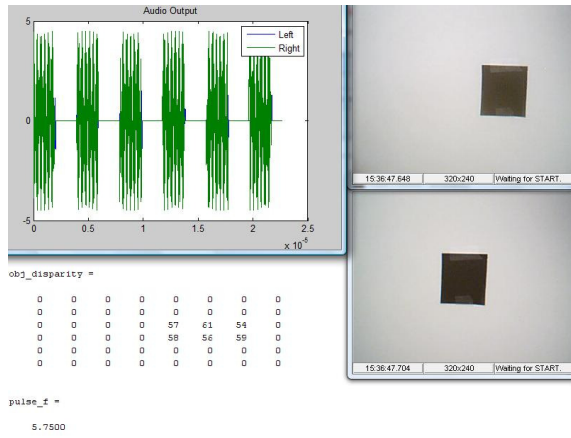 Audio Output
5
Left
Right
0
-5
0 0.5 1 1.5 2 2.5
x 10^-5
15:36:47.648 320x240 Waiting for START.
15:36:47.704 320x240 Waiting for START.
obj_disparity =
0 0 0 0 0 0 0 0
0 0 0 0 0 0 0 0
0 0 0 0 57 61 54 0
0 0 0 0 58 56 59 0
0 0 0 0 0 0 0 0
0 0 0 0 0 0 0 0
pulse_f =
5.7500